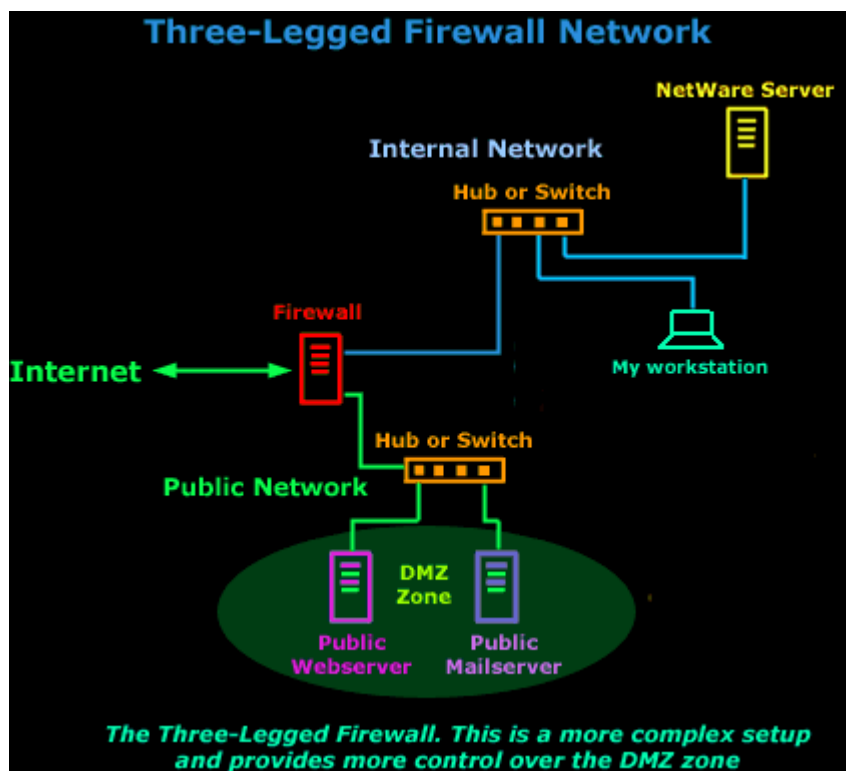 Three-Legged Firewall Network
NetWare Server
Internal Network
Hub or Switch
Firewall
Internet
My workstation
Hub or Switch
Public Network
DMZ
Zone
Public
Webserver
Public
Mailserver
The Three-Legged Firewall. This is a more complex setup
and provides more control over the DMZ zone